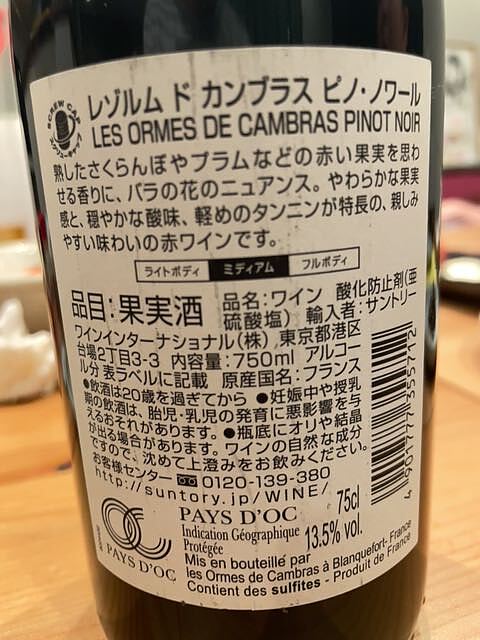 SCREW CAP
スクリューキャップ
レゾルム ド カンブラス ピノ・ノワール
LES ORMES DE CAMBRAS PINOT NOIR
熟したさくらんぼやプラムなどの赤い果実を思わ
せる香りに、バラの花のニュアンス。やわらかな果実
感と、穏やかな酸味、軽めのタンニンが特長の、親しみ
やすい味わいの赤ワインです。
ライトボディ ミディアム フルボディ
品目:果実酒 品名:ワイン 酸化防止剤(亜
硫酸塩) 輸入者:サントリー
ワインインターナショナル(株) 東京都港区
台場2丁目3-3 内容量:750ml アルコー
ル分 表ラベルに記載 原産国名:フランス
●飲酒は20歳を過ぎてから ●妊娠中や授乳
期の飲酒は、胎児・乳児の発育に悪影響を与
えるおそれがあります。●瓶底にオリや結晶
が出る場合があります。ワインの自然な成分
ですので、沈めて上澄みをお飲みください。
お客様センター 0120-139-380
http://suntory.jp/WINE/
4 901777 355712
PAYS D'OC
Indication Géographique
Protégée
75cl
13.5% vol.
PAYS D'OC
Mis en bouteille par
les Ormes de Cambras à Blanquefort- France
Contient des sulfites - Produit de France